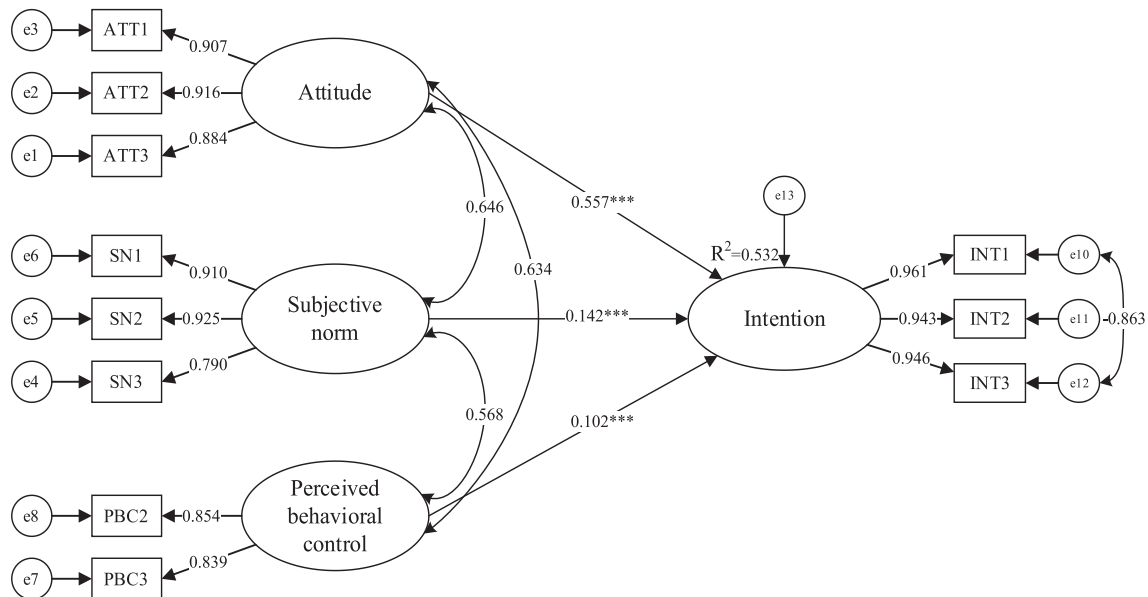 e3
ATT1
0.907
e2
ATT2
0.916
Attitude
e1
ATT3
0.884
0.646
0.557***
e13
0.634
R²=0.532
e6
SN1
0.910
e5
SN2
0.925
Subjective
norm
0.142***
e4
SN3
0.790
Intention
0.961
INT1
e10
0.943
INT2
e11
-0.863
0.946
INT3
e12
0.568
0.102***
e8
PBC2
0.854
Perceived
behavioral
control
e7
PBC3
0.839